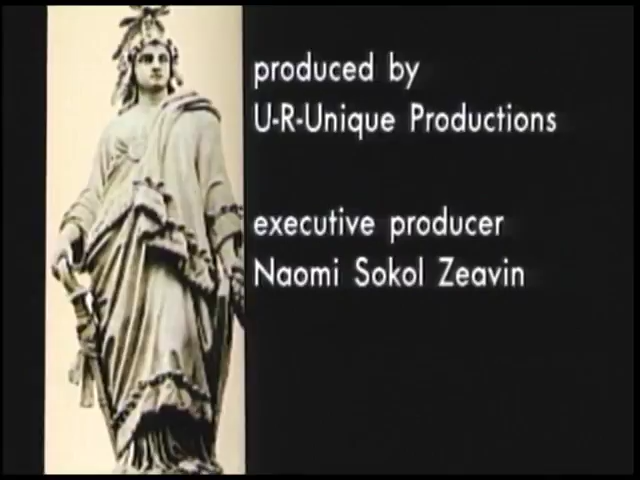 produced by
U-R-Unique Productions
executive producer
Naomi Sokol Zeavin